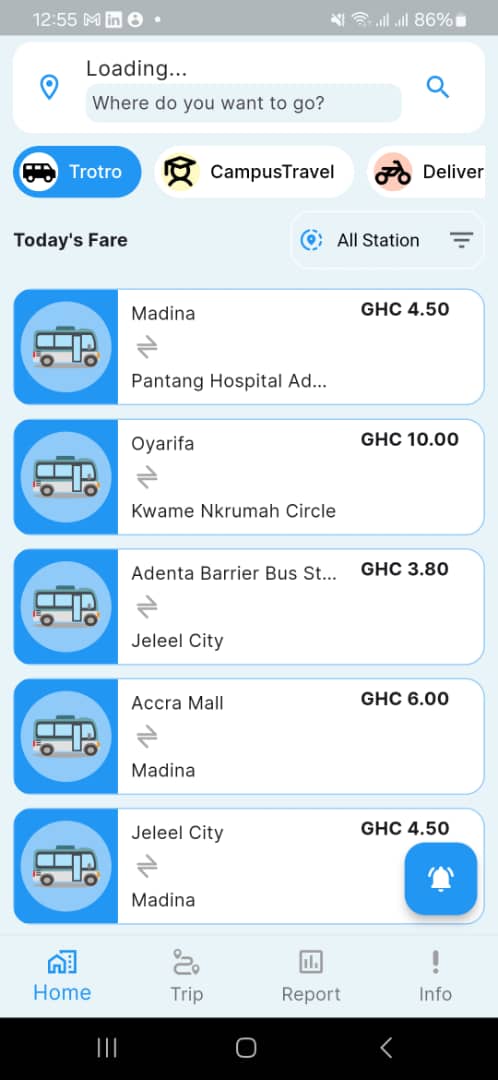 12:55
86%
Loading...
Where do you want to go?
Trotro
CampusTravel
Deliver
Today's Fare
All Station
Madina
GHC 4.50
Pantang Hospital Ad...
Oyarifa
GHC 10.00
Kwame Nkrumah Circle
Adenta Barrier Bus St...
GHC 3.80
Jeleel City
Accra Mall
GHC 6.00
Madina
Jeleel City
GHC 4.50
Madina
Home
Trip
Report
Info